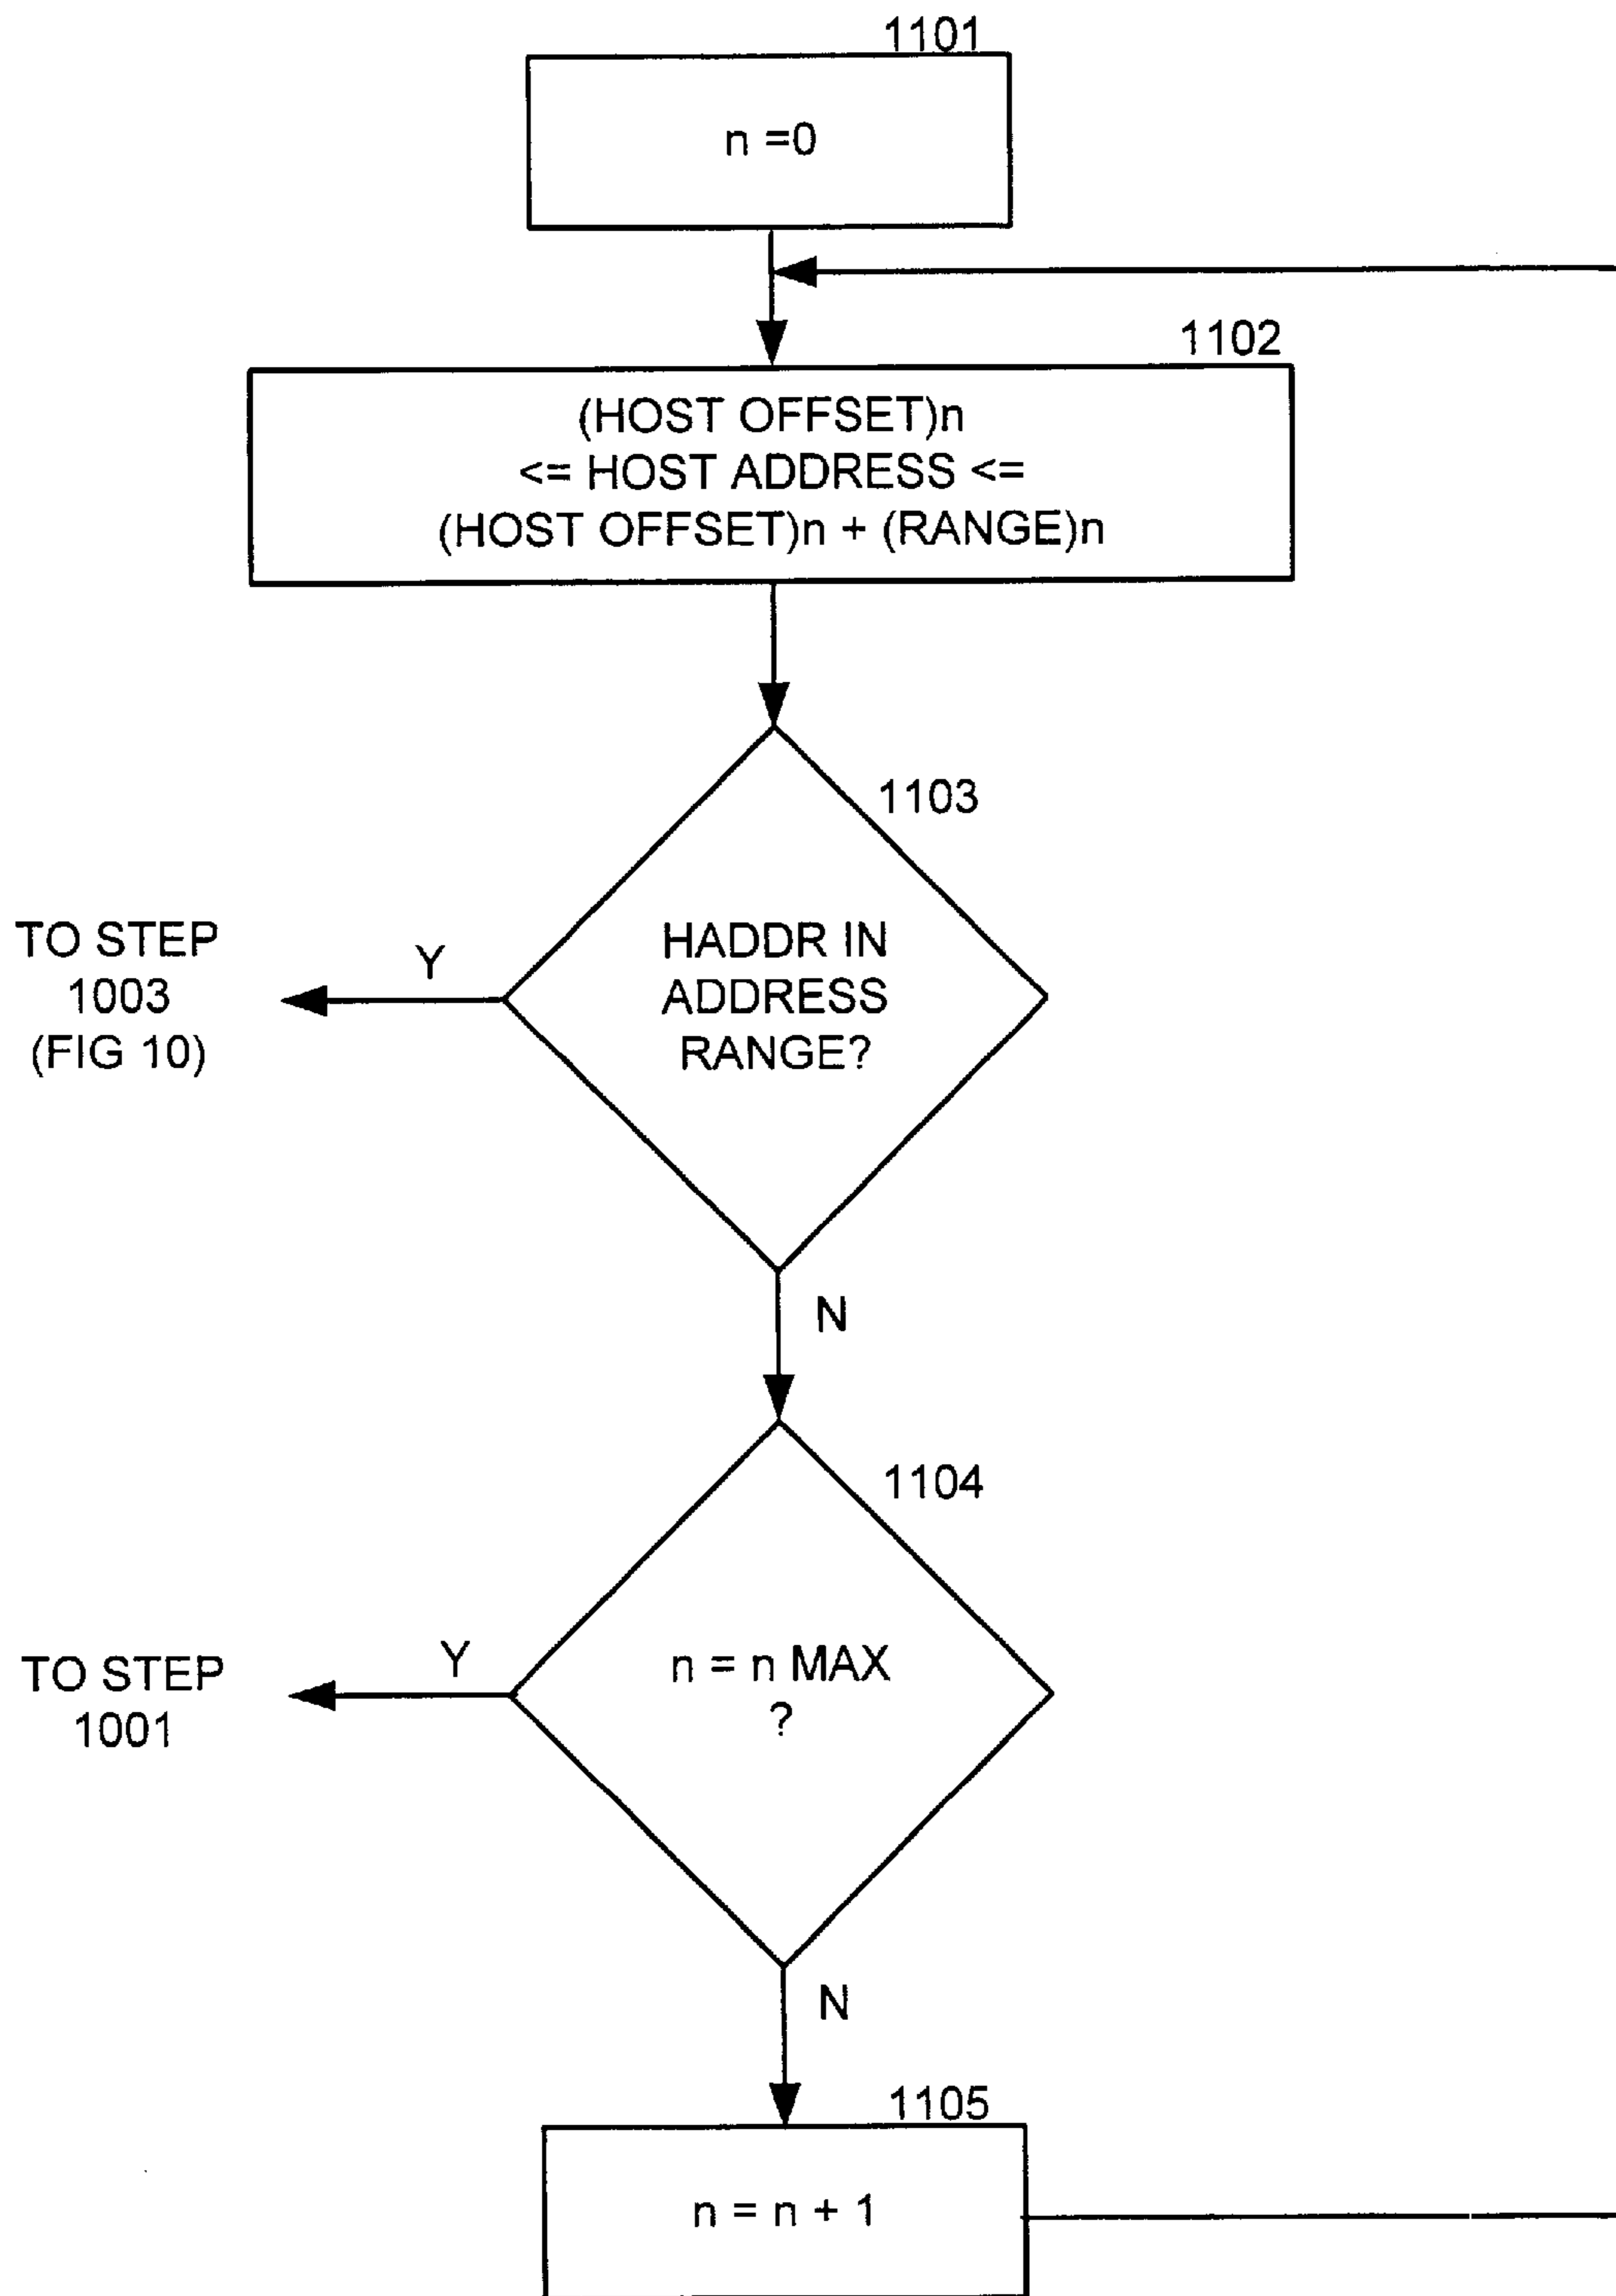 1101
n =0
1102
(HOST OFFSET)n
<= HOST ADDRESS <=
(HOST OFFSET)n + (RANGE)n
1103
HADDR IN
ADDRESS
RANGE?
Y
TO STEP
1003
(FIG 10)
N
1104
n = n MAX
?
Y
TO STEP
1001
N
1105
n = n + 1